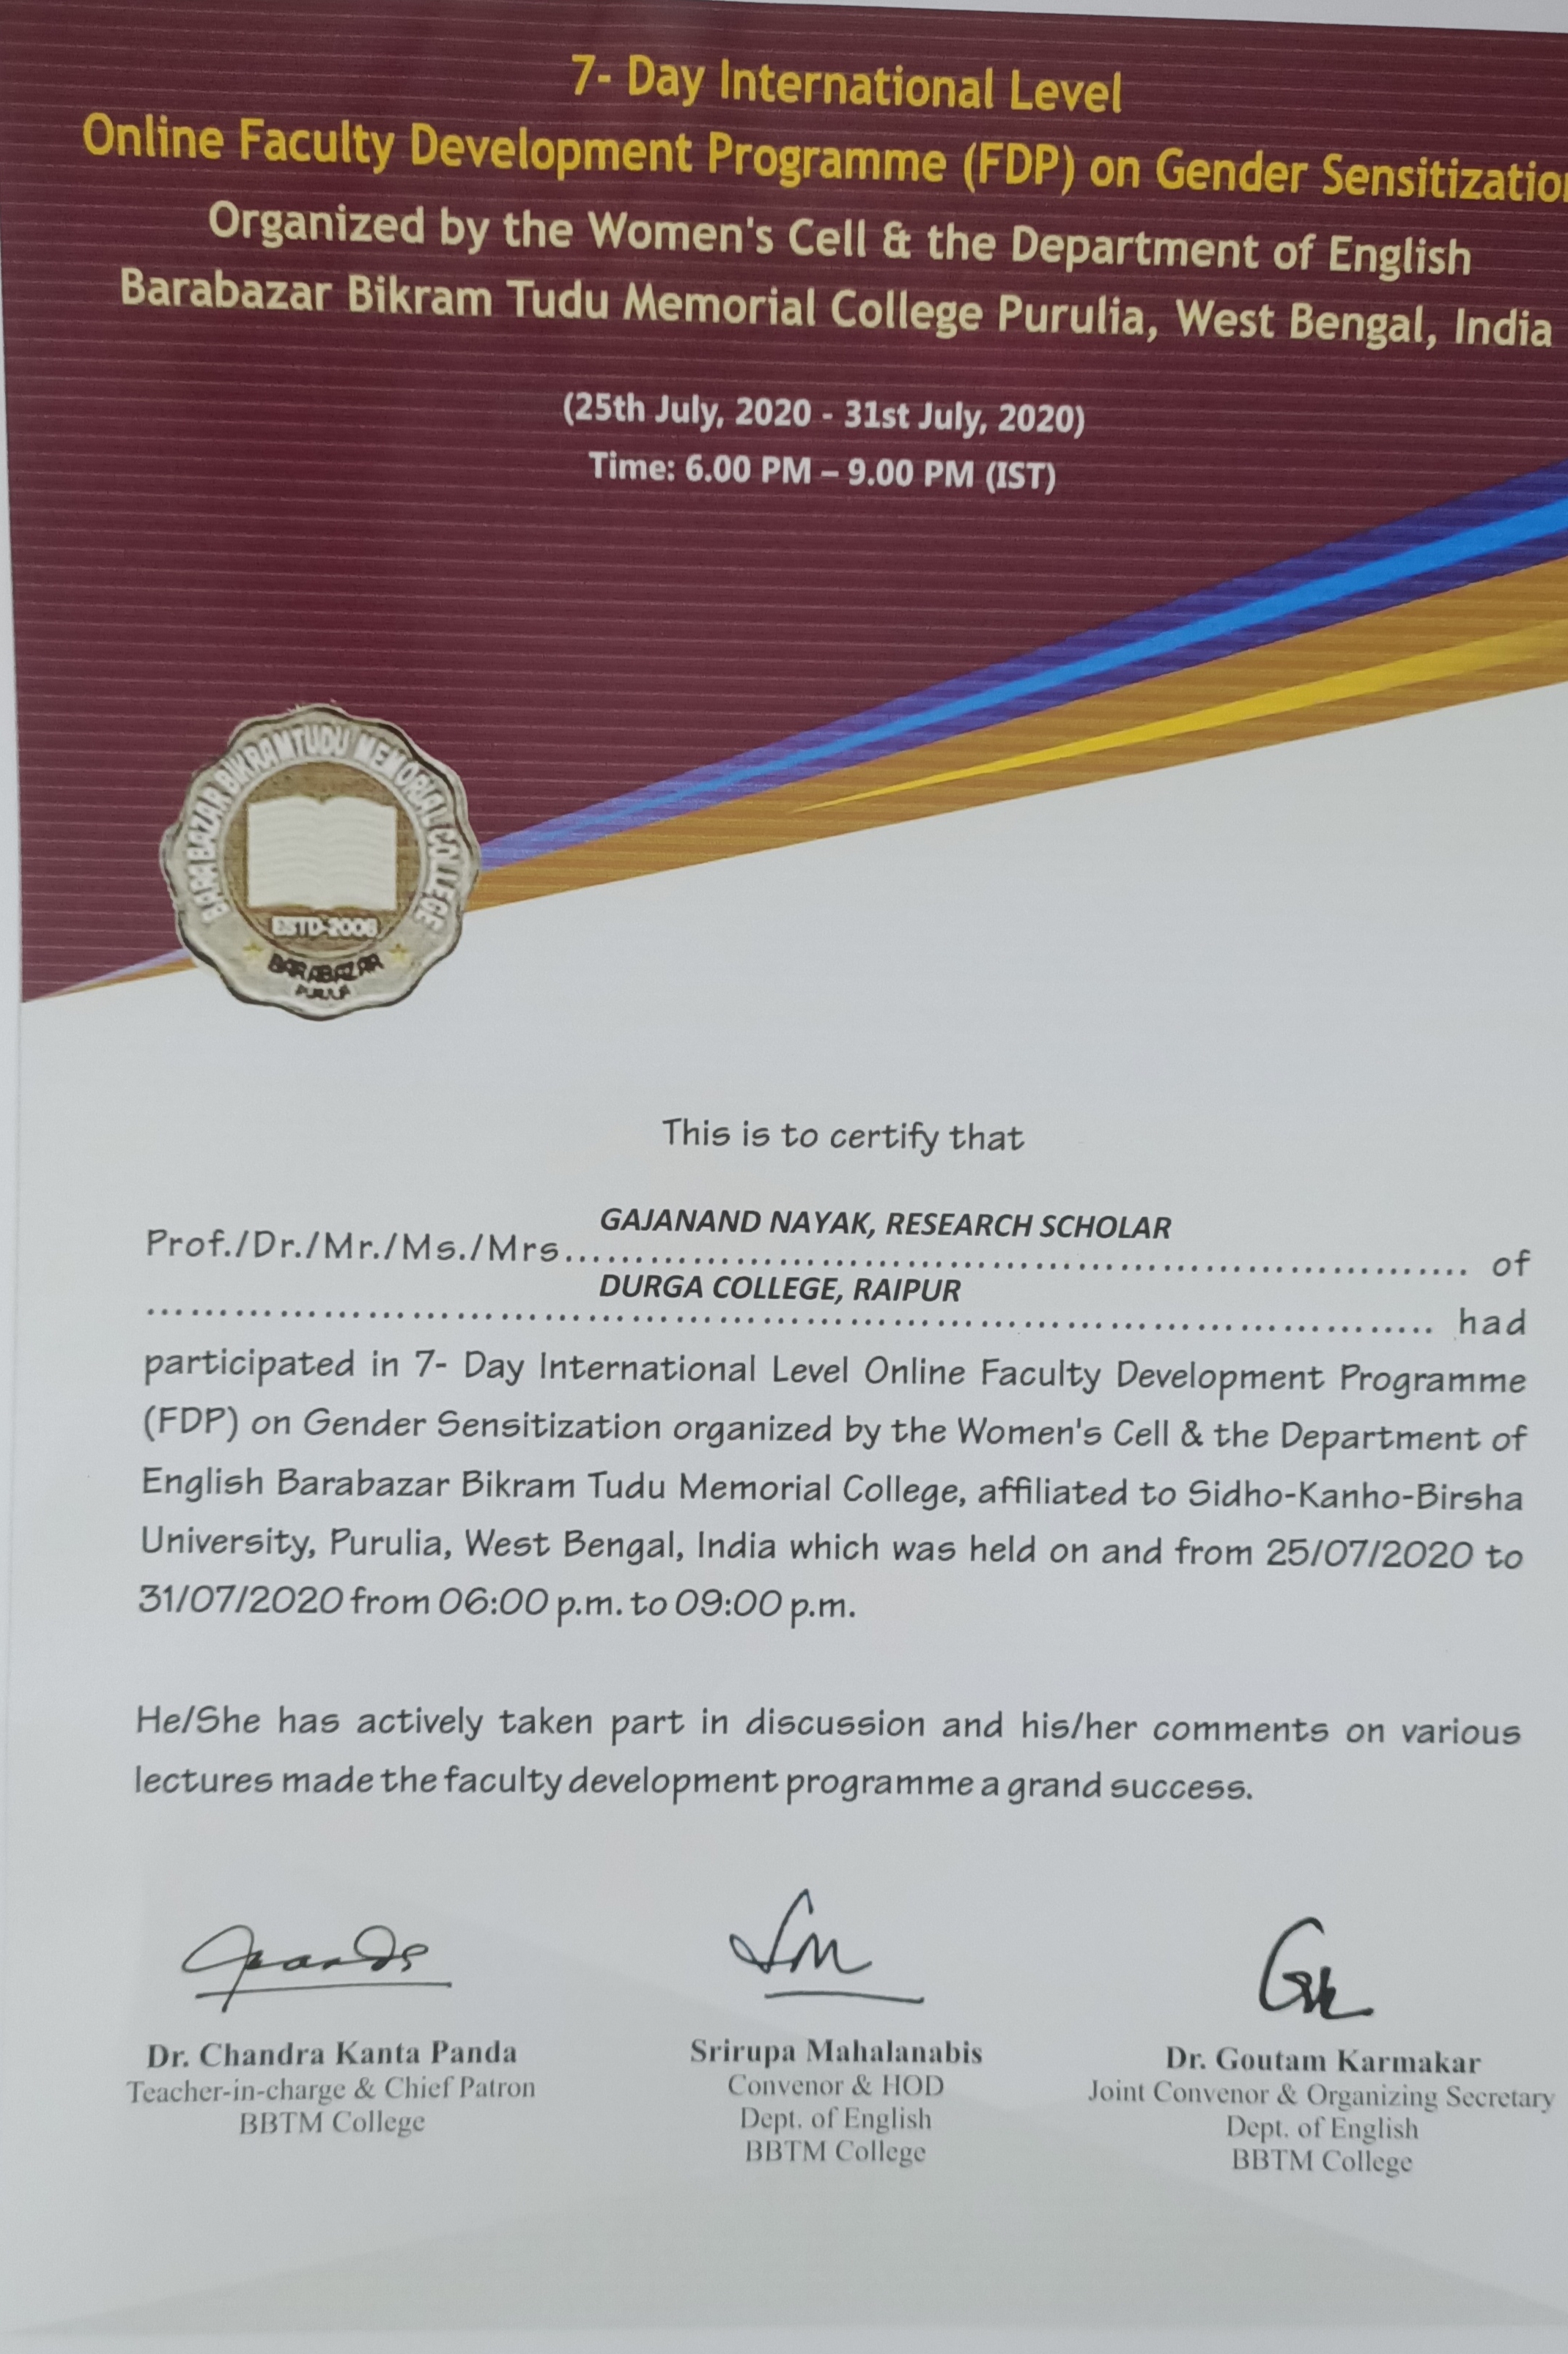 7- Day International Level
Online Faculty Development Programme (FDP) on Gender Sensitizatio
Organized by the Women's Cell & the Department of English
Barabazar Bikram Tudu Memorial College Purulia, West Bengal, India
(25th July, 2020 - 31st July, 2020)
Time: 6.00 PM – 9.00 PM (IST)
BARABAZAR BIKRAMTUDU MEMORIAL COLLEGE
ESTD-2006
BARABAZAR
This is to certify that
GAJANAND NAYAK, RESEARCH SCHOLAR
Prof./Dr./Mr./Ms./Mrs........................................................................ of
DURGA COLLEGE, RAIPUR
........................................................................................ had
participated in 7- Day International Level Online Faculty Development Programme
(FDP) on Gender Sensitization organized by the Women's Cell & the Department of
English Barabazar Bikram Tudu Memorial College, affiliated to Sidho-Kanho-Birsha
University, Purulia, West Bengal, India which was held on and from 25/07/2020 to
31/07/2020 from 06:00 p.m. to 09:00 p.m.
He/She has actively taken part in discussion and his/her comments on various
lectures made the faculty development programme a grand success.
Dr. Chandra Kanta Panda
Teacher-in-charge & Chief Patron
BBTM College
Srirupa Mahalanabis
Convenor & HOD
Dept. of English
BBTM College
Dr. Goutam Karmakar
Joint Convenor & Organizing Secretary
Dept. of English
BBTM College